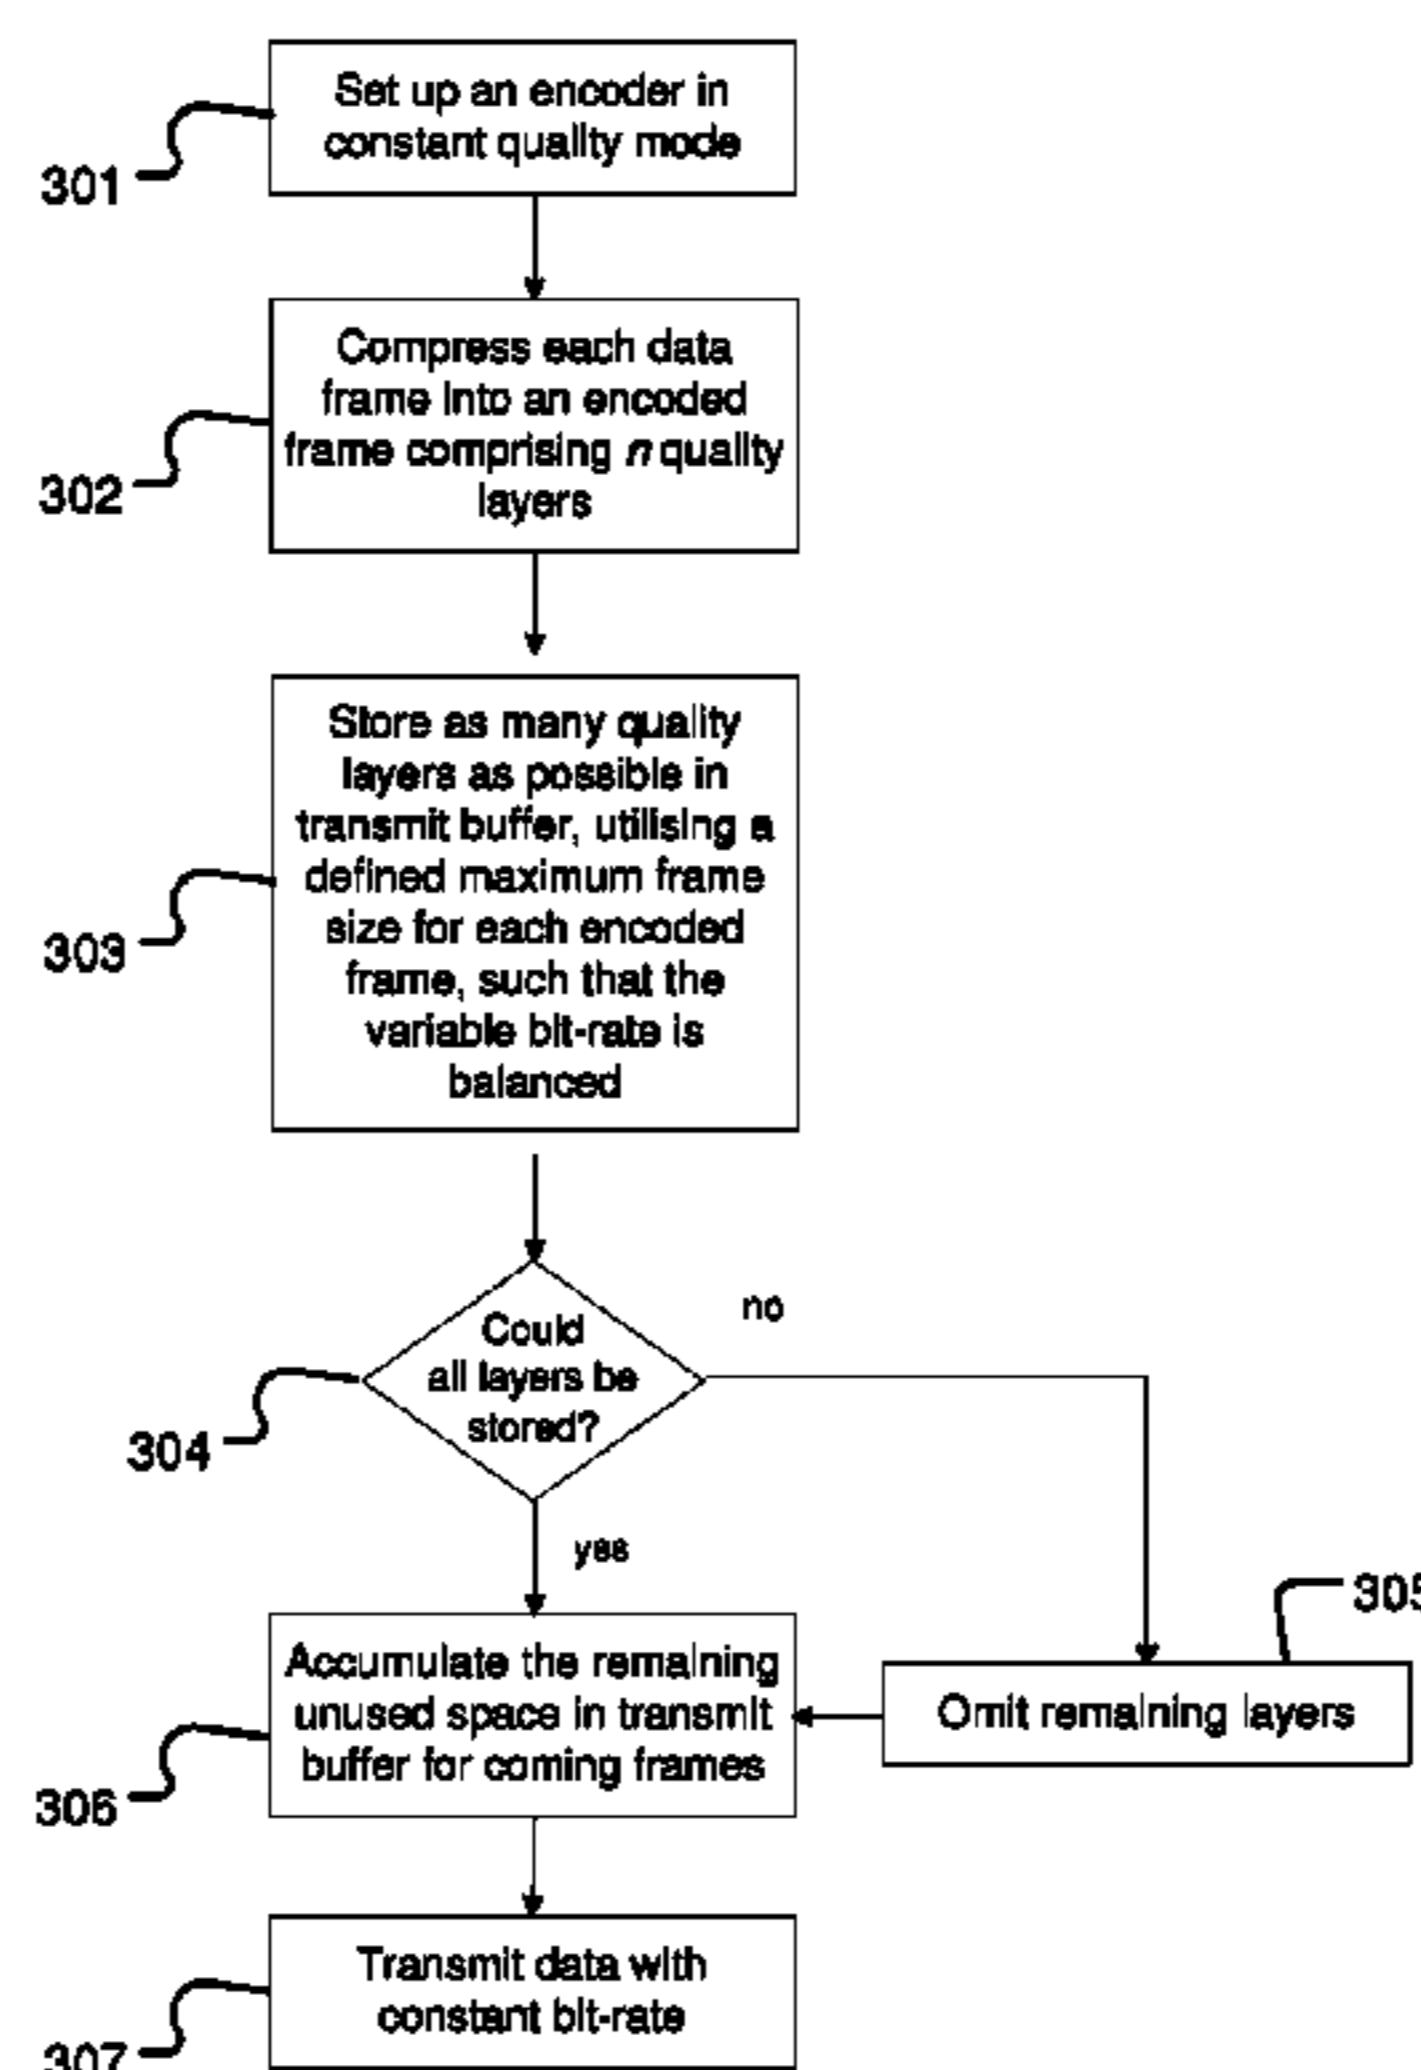 Set up an encoder in
constant quality mode
301
Compress each data
frame into an encoded
frame comprising n quality
layers
302
Store as many quality
layers as possible in
transmit buffer, utilising a
defined maximum frame
size for each encoded
frame, such that the
variable bit-rate is
balanced
303
Could
all layers be
stored?
no
304
yes
305
Accumulate the remaining
unused space in transmit
buffer for coming frames
Omit remaining layers
306
Transmit data with
constant bit-rate
307